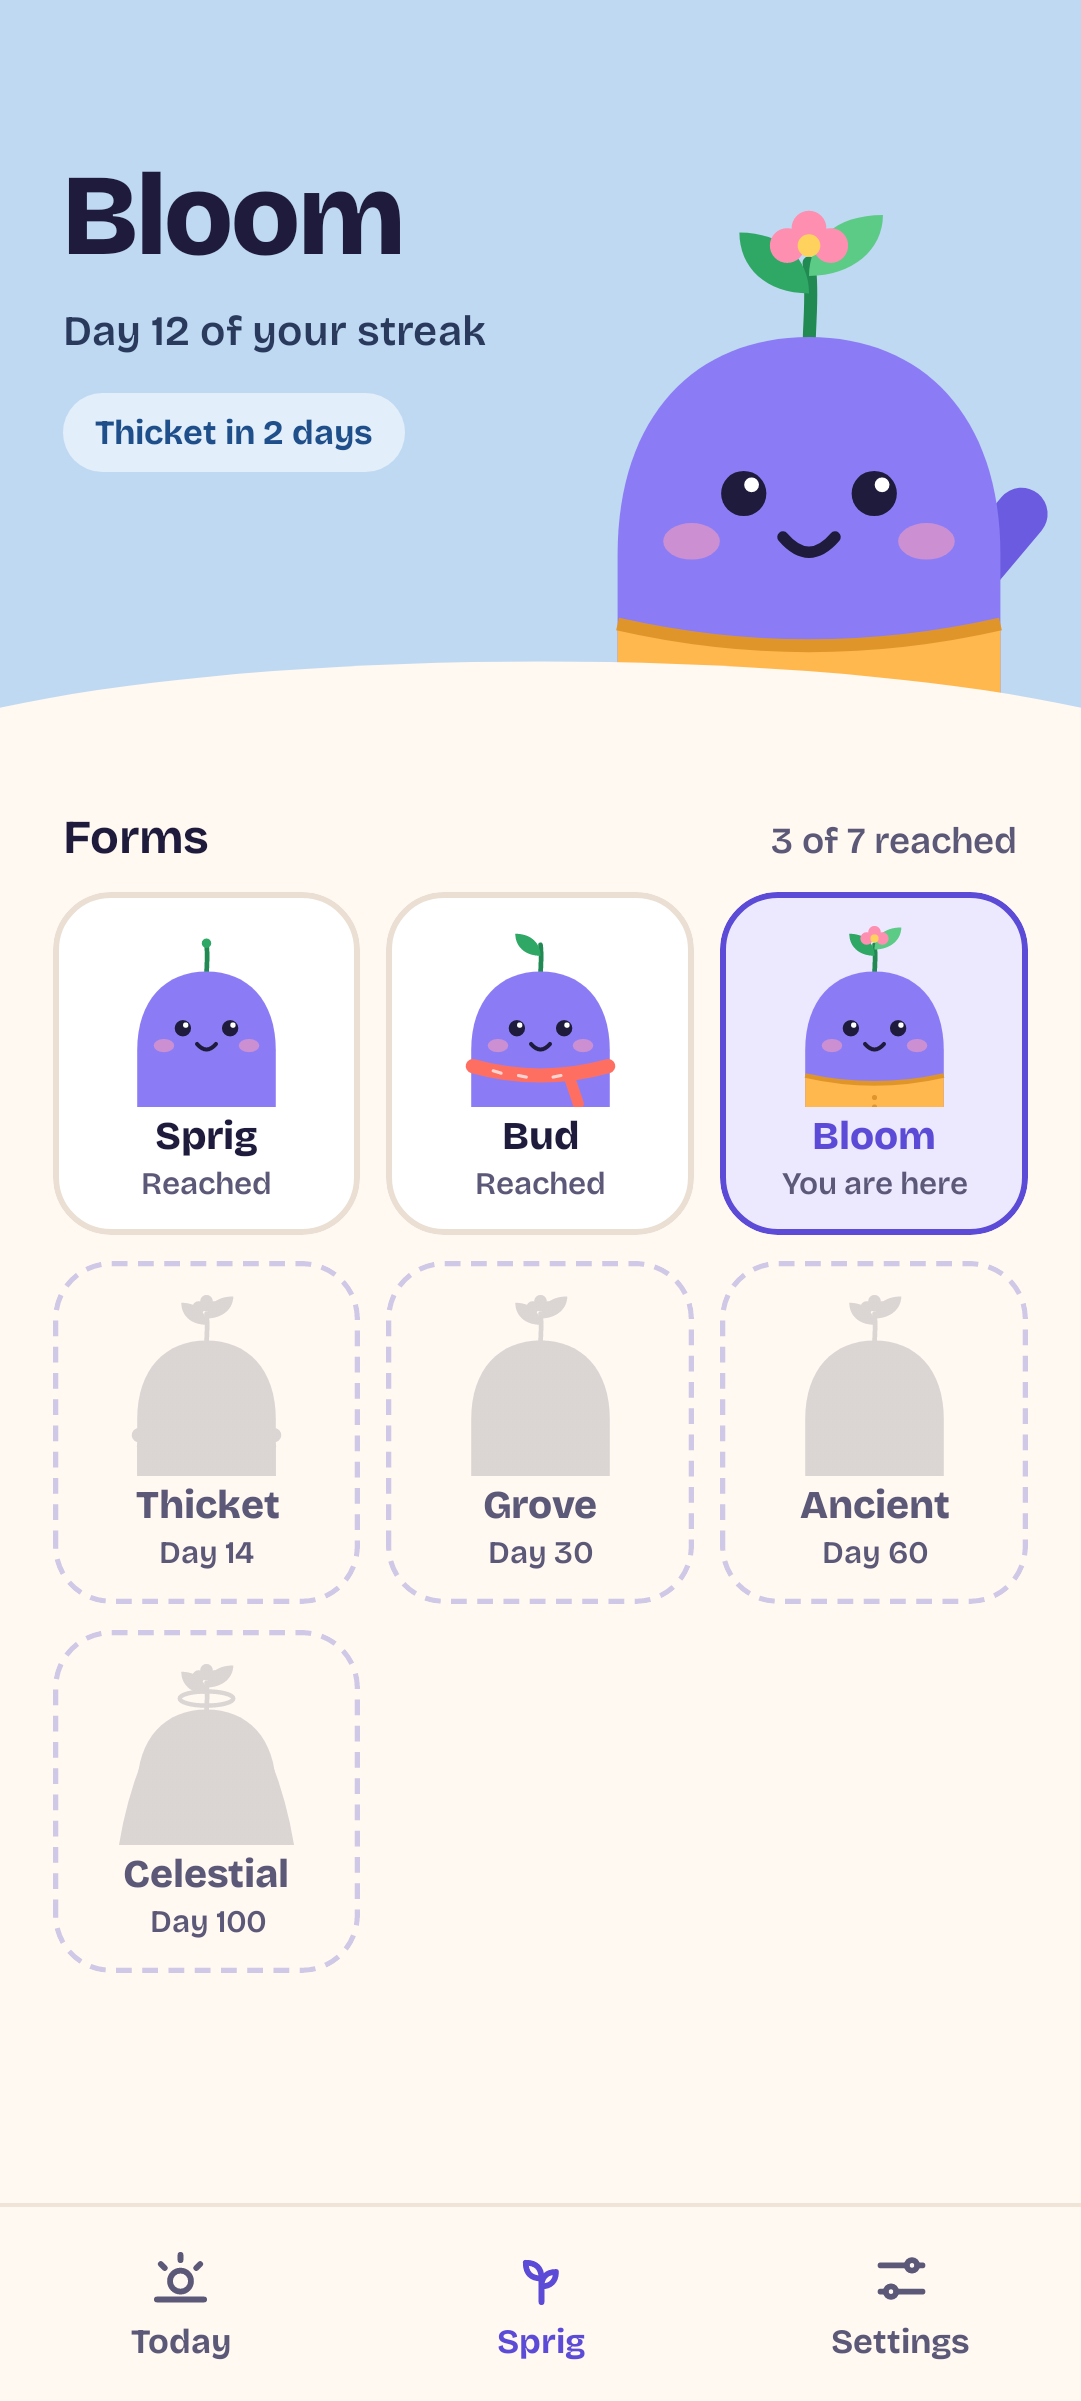 Bloom
Day 12 of your streak
Thicket in 2 days
Forms
3 of 7 reached
Sprig
Reached
Bud
Reached
Bloom
You are here
Thicket
Day 14
Grove
Day 30
Ancient
Day 60
Celestial
Day 100
Today
Sprig
Settings